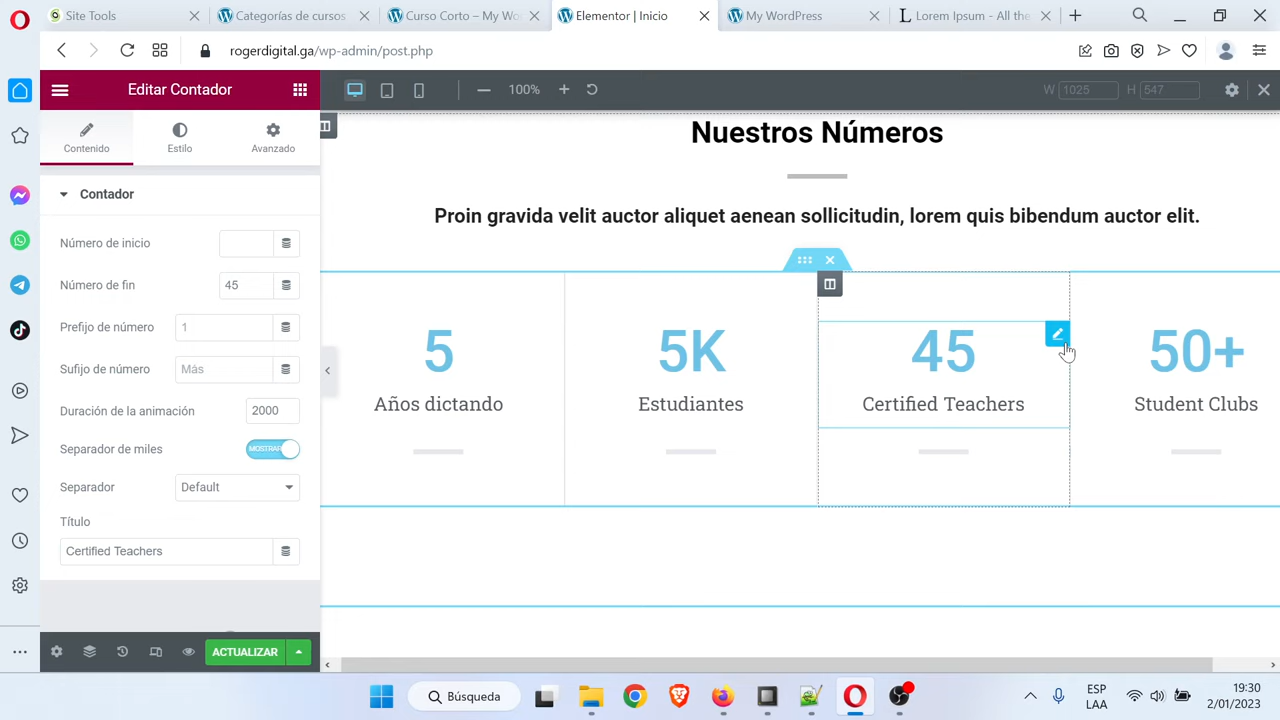 Site Tools
Categorías de cursos
Curso Corto – My Wo
Elementor | Inicio
My WordPress
Lorem Ipsum - All the
rogerdigital.ga/wp-admin/post.php
Editar Contador
100%
W 1025
H 547
Contenido
Estilo
Avanzado
Contador
Número de inicio
Número de fin
45
Prefijo de número
1
Sufijo de número
Más
Duración de la animación
2000
Separador de miles
MOSTRAR
Separador
Default
Título
Certified Teachers
ACTUALIZAR
Nuestros Números
Proin gravida velit auctor aliquet aenean sollicitudin, lorem quis bibendum auctor elit.
5
5K
45
50+
Años dictando
Estudiantes
Certified Teachers
Student Clubs
Búsqueda
ESP
LAA
19:30
2/01/2023